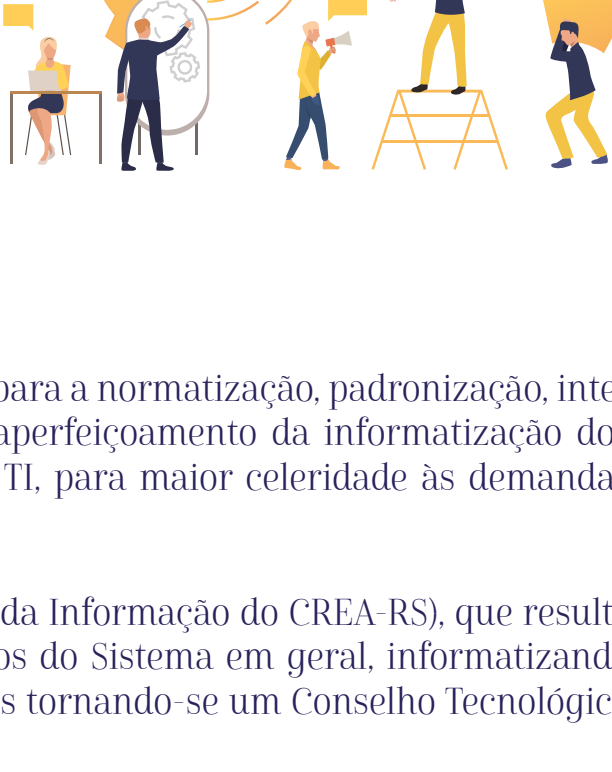 para a normatização, padronização, inte
aperfeiçoamento da informatização do
TI, para maior celeridade às demanda
da Informação do CREA-RS), que result
os do Sistema em geral, informatizand
s tornando-se um Conselho Tecnológic